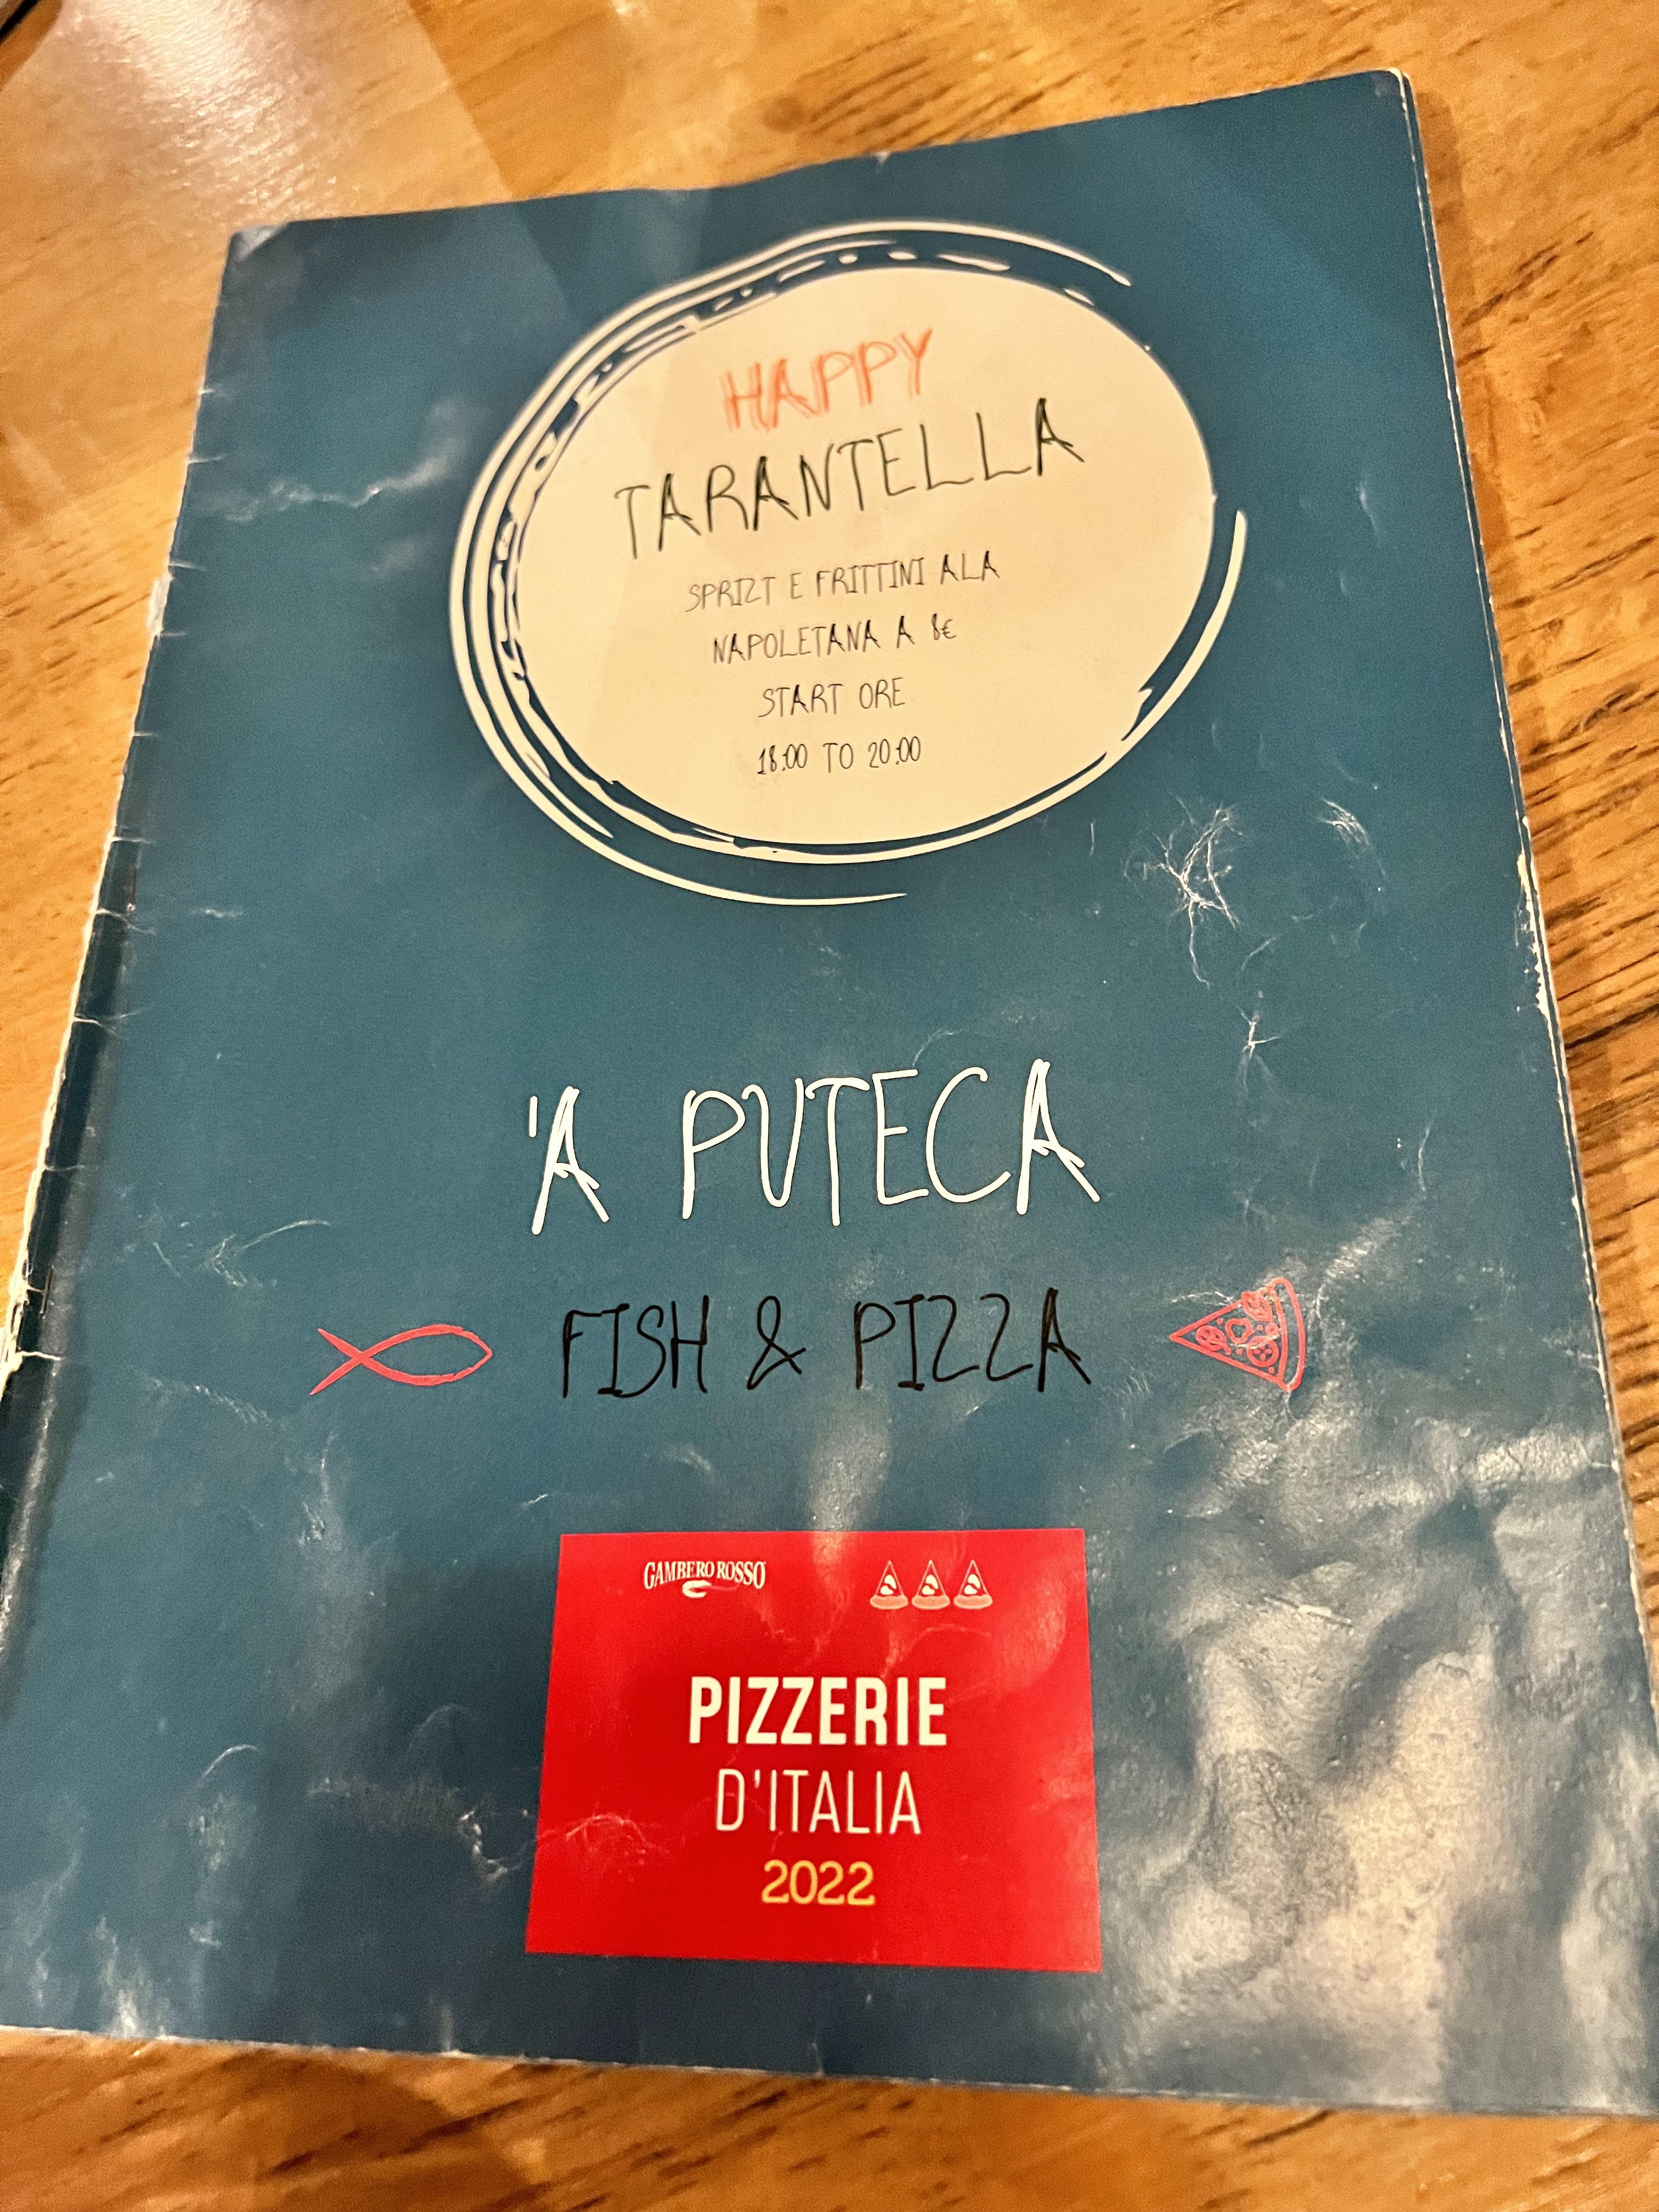 HAPPY
TARANTELLA
SPRIZT E FRITTINI ALA
NAPOLETANA A 8€
START ORE
18:00 TO 20:00
'A PUTECA
FISH & PIZZA
GAMBERO ROSSO
PIZZERIE
D'ITALIA
2022